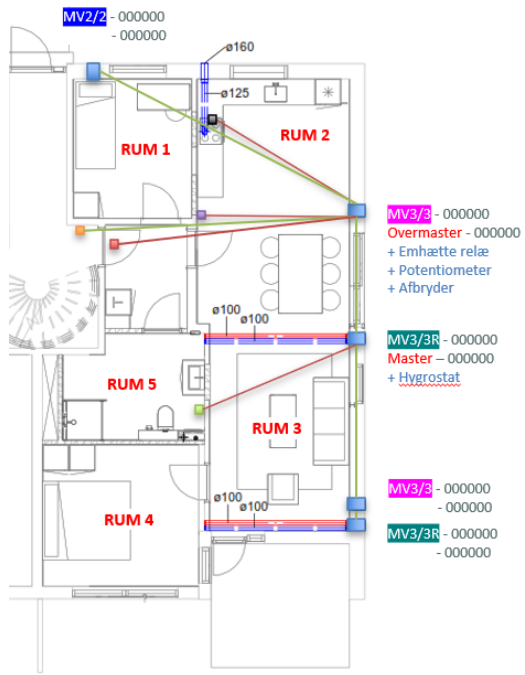 MV2/2 - 000000
- 000000
ø160
ø125
RUM 1
RUM 2
MV3/3 - 000000
Overmaster - 000000
+ Emhætte relæ
+ Potentiometer
+ Afbryder
ø100
ø100
MV3/3R - 000000
Master – 000000
+ Hygrostat
RUM 5
RUM 3
RUM 4
ø100
ø100
MV3/3 - 000000
- 000000
MV3/3R - 000000
- 000000